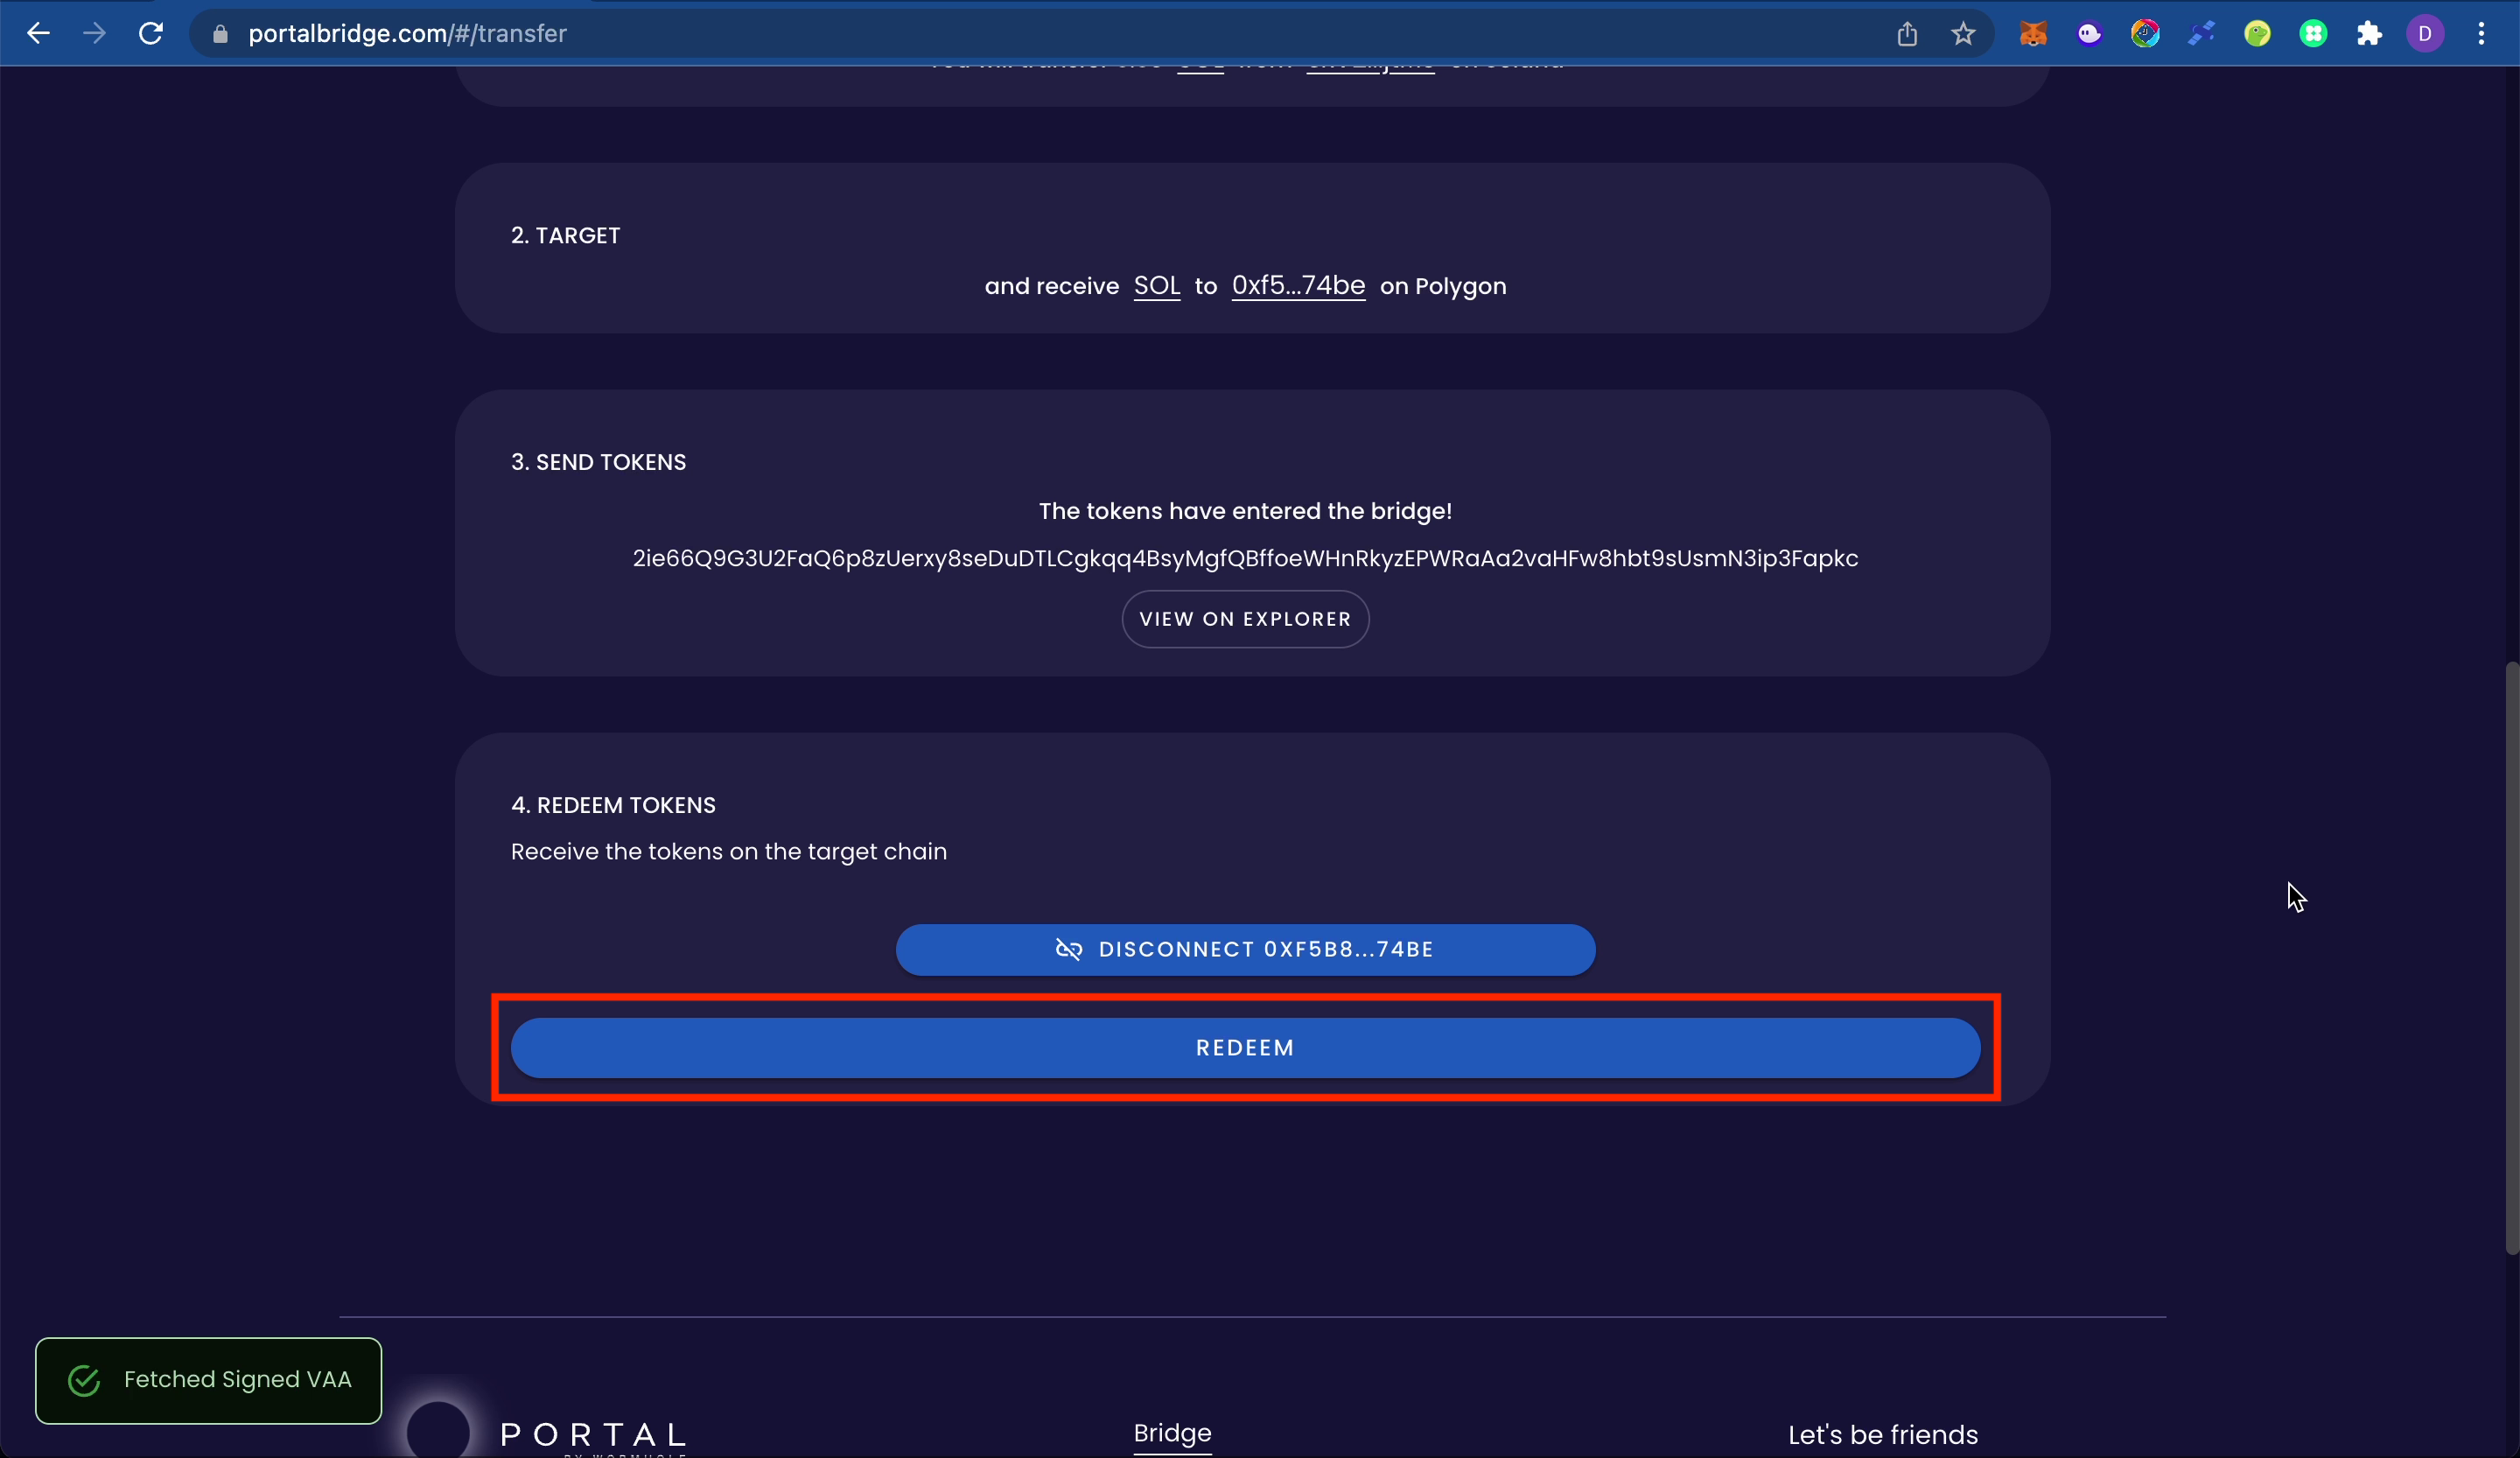 portalbridge.com/#/transfer
D
2. TARGET
and receive SOL to 0xf5...74be on Polygon
3. SEND TOKENS
The tokens have entered the bridge!
2ie66Q9G3U2FaQ6p8zUerxy8seDuDTLCgkqq4BsyMgfQBffoeWHnRkyzEPWRaAa2vaHFw8hbt9sUsmN3ip3Fapkc
VIEW ON EXPLORER
4. REDEEM TOKENS
Receive the tokens on the target chain
DISCONNECT 0XF5B8...74BE
REDEEM
Fetched Signed VAA
PORTAL
Bridge
Let's be friends